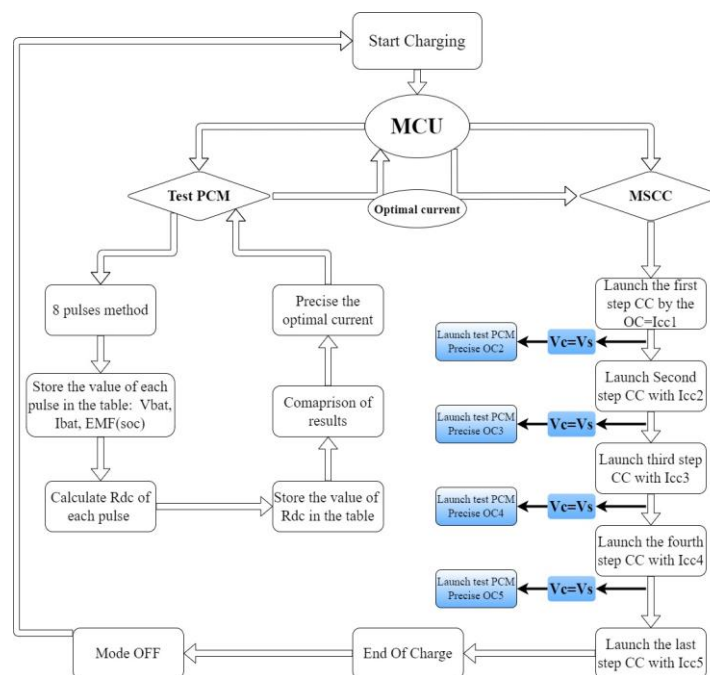 Start Charging
MCU
Test PCM
Optimal current
MSCC
8 pulses method
Store the value of each
pulse in the table: Vbat,
Ibat, EMF(soc)
Calculate Rdc of
each pulse
Store the value of
Rdc in the table
Comaprison of
results
Precise the
optimal current
Launch the first
step CC by the
OC=Icc1
Vc=Vs
Launch test PCM
Precise OC2
Launch Second
step CC with Icc2
Vc=Vs
Launch test PCM
Precise OC3
Launch third step
CC with Icc3
Vc=Vs
Launch test PCM
Precise OC4
Launch the fourth
step CC with Icc4
Vc=Vs
Launch test PCM
Precise OC5
Launch the last
step CC with Icc5
End Of Charge
Mode OFF